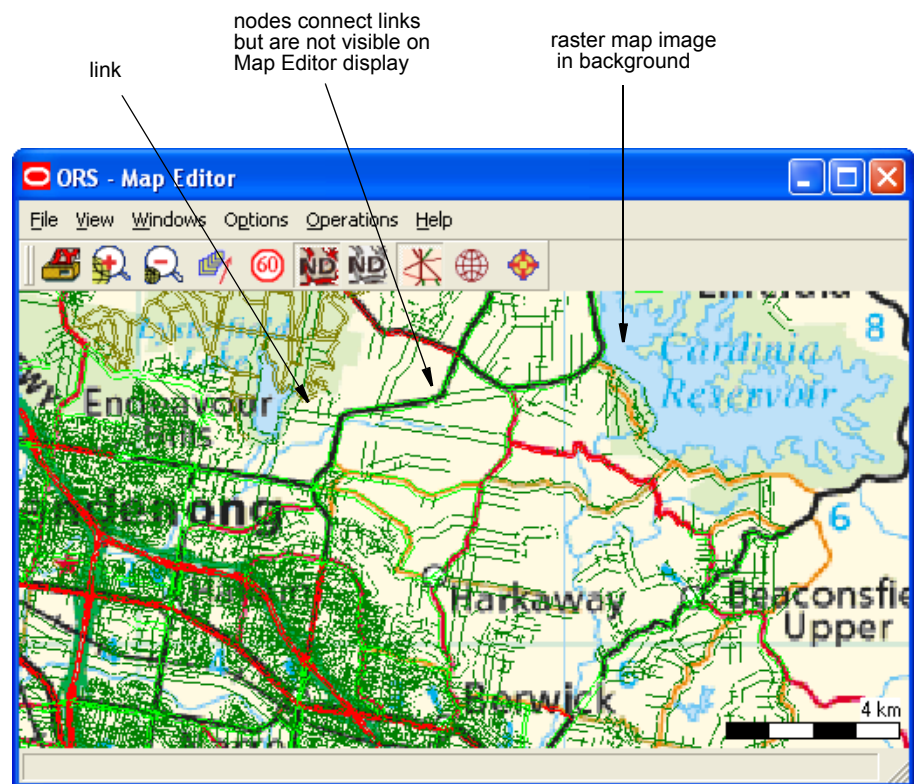 nodes connect links
but are not visible on
Map Editor display
raster map image
in background
link
ORS - Map Editor
File View Windows Options Operations Help
60 ND ND
8
Lysterfield
Lake
Cardinia
Reservoir
Endeavour
Hills
6
Harkaway
Beaconsfie
Upper
Berwick
4 km